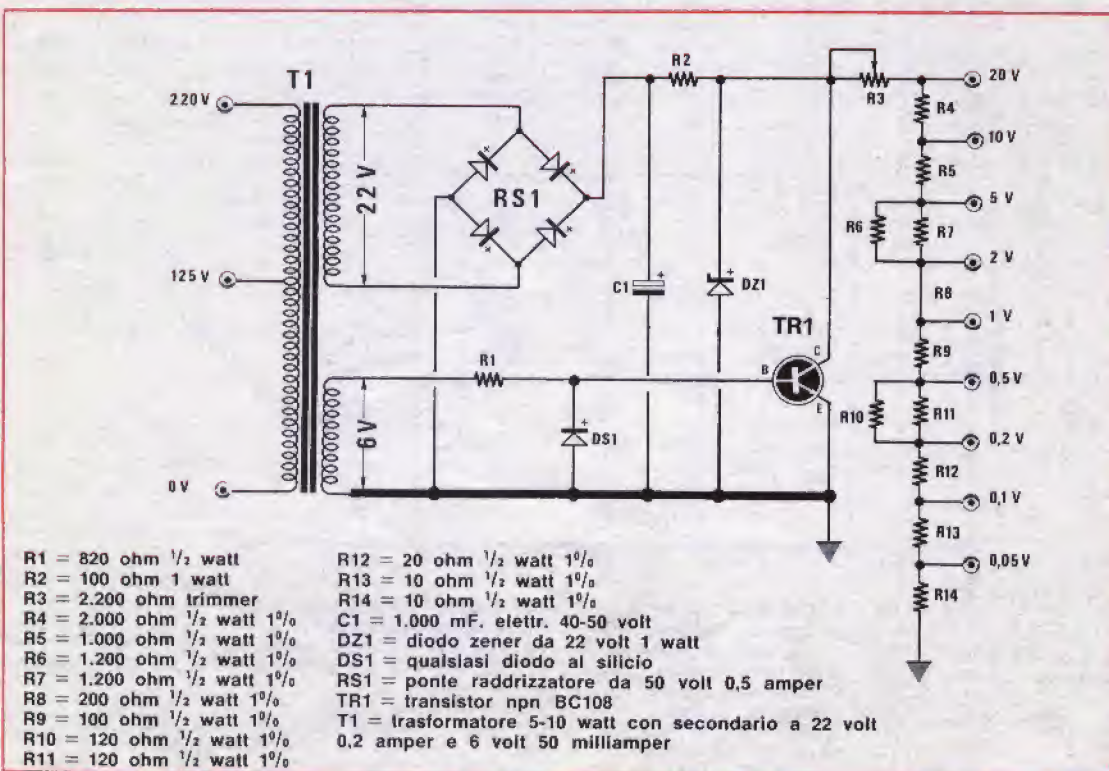 T1
220V
125V
0V
22 V
6V
RS1
R1
R2
C1
DZ1
DS1
TR1
B
C
E
R3
R4
R5
R6
R7
R8
R9
R10
R11
R12
R13
R14
20 V
10V
5 V
2 V
1 V
0,5V
0,2 V
0,1 V
0,05V
R1 = 820 ohm 1/2 watt
R2 = 100 ohm 1 watt
R3 = 2.200 ohm trimmer
R4 = 2.000 ohm 1/2 watt 1%
R5 = 1.000 ohm 1/2 watt 1%
R6 = 1.200 ohm 1/2 watt 1%
R7 = 1.200 ohm 1/2 watt 1%
R8 = 200 ohm 1/2 watt 1%
R9 = 100 ohm 1/2 watt 1%
R10 = 120 ohm 1/2 watt 1%
R11 = 120 ohm 1/2 watt 1%
R12 = 20 ohm 1/2 watt 1%
R13 = 10 ohm 1/2 watt 1%
R14 = 10 ohm 1/2 watt 1%
C1 = 1.000 mF. elettr. 40-50 volt
DZ1 = diodo zener da 22 volt 1 watt
DS1 = qualsiasi diodo al silicio
RS1 = ponte raddrizzatore da 50 volt 0,5 amper
TR1 = transistor npn BC108
T1 = trasformatore 5-10 watt con secondario a 22 volt
0,2 amper e 6 volt 50 milliamper